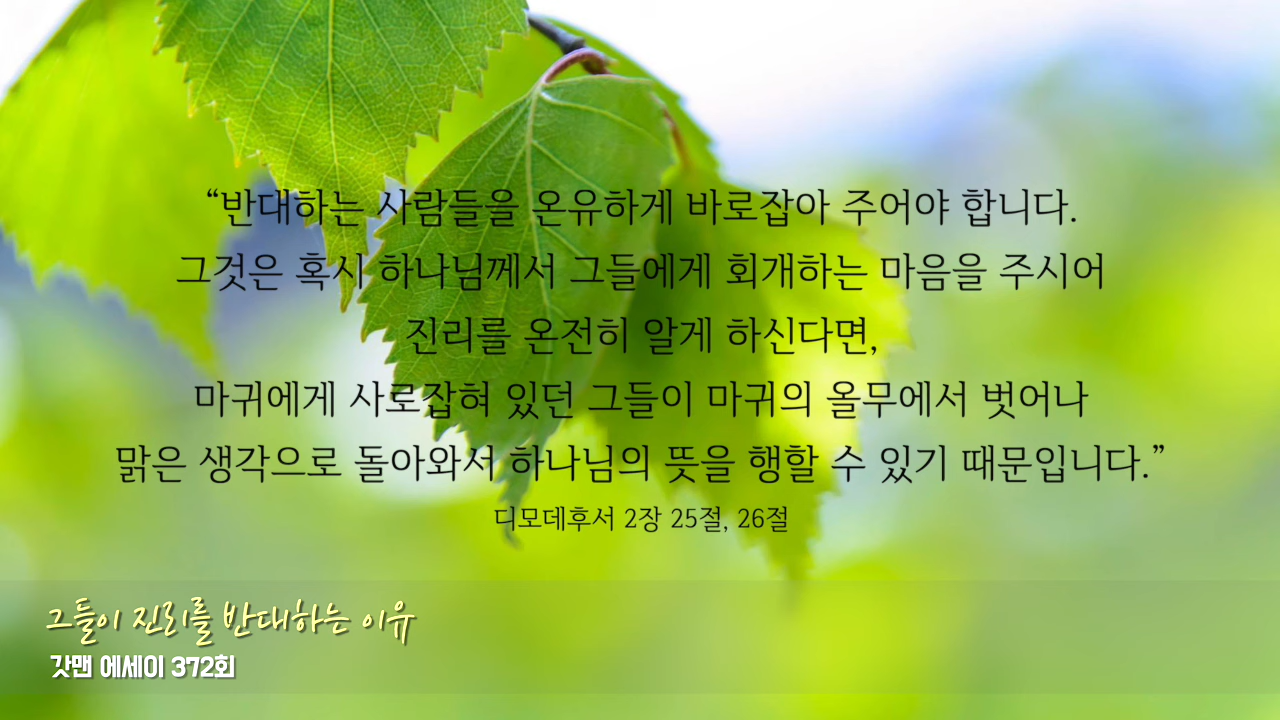 “반대하는 사람들을 온유하게 바로잡아 주어야 합니다.
그것은 혹시 하나님께서 그들에게 회개하는 마음을 주시어
진리를 온전히 알게 하신다면,
마귀에게 사로잡혀 있던 그들이 마귀의 올무에서 벗어나
맑은 생각으로 돌아와서 하나님의 뜻을 행할 수 있기 때문입니다.”
디모데후서 2장 25절, 26절
그들이 진리를 반대하는 이유
갓맨 에세이 372회